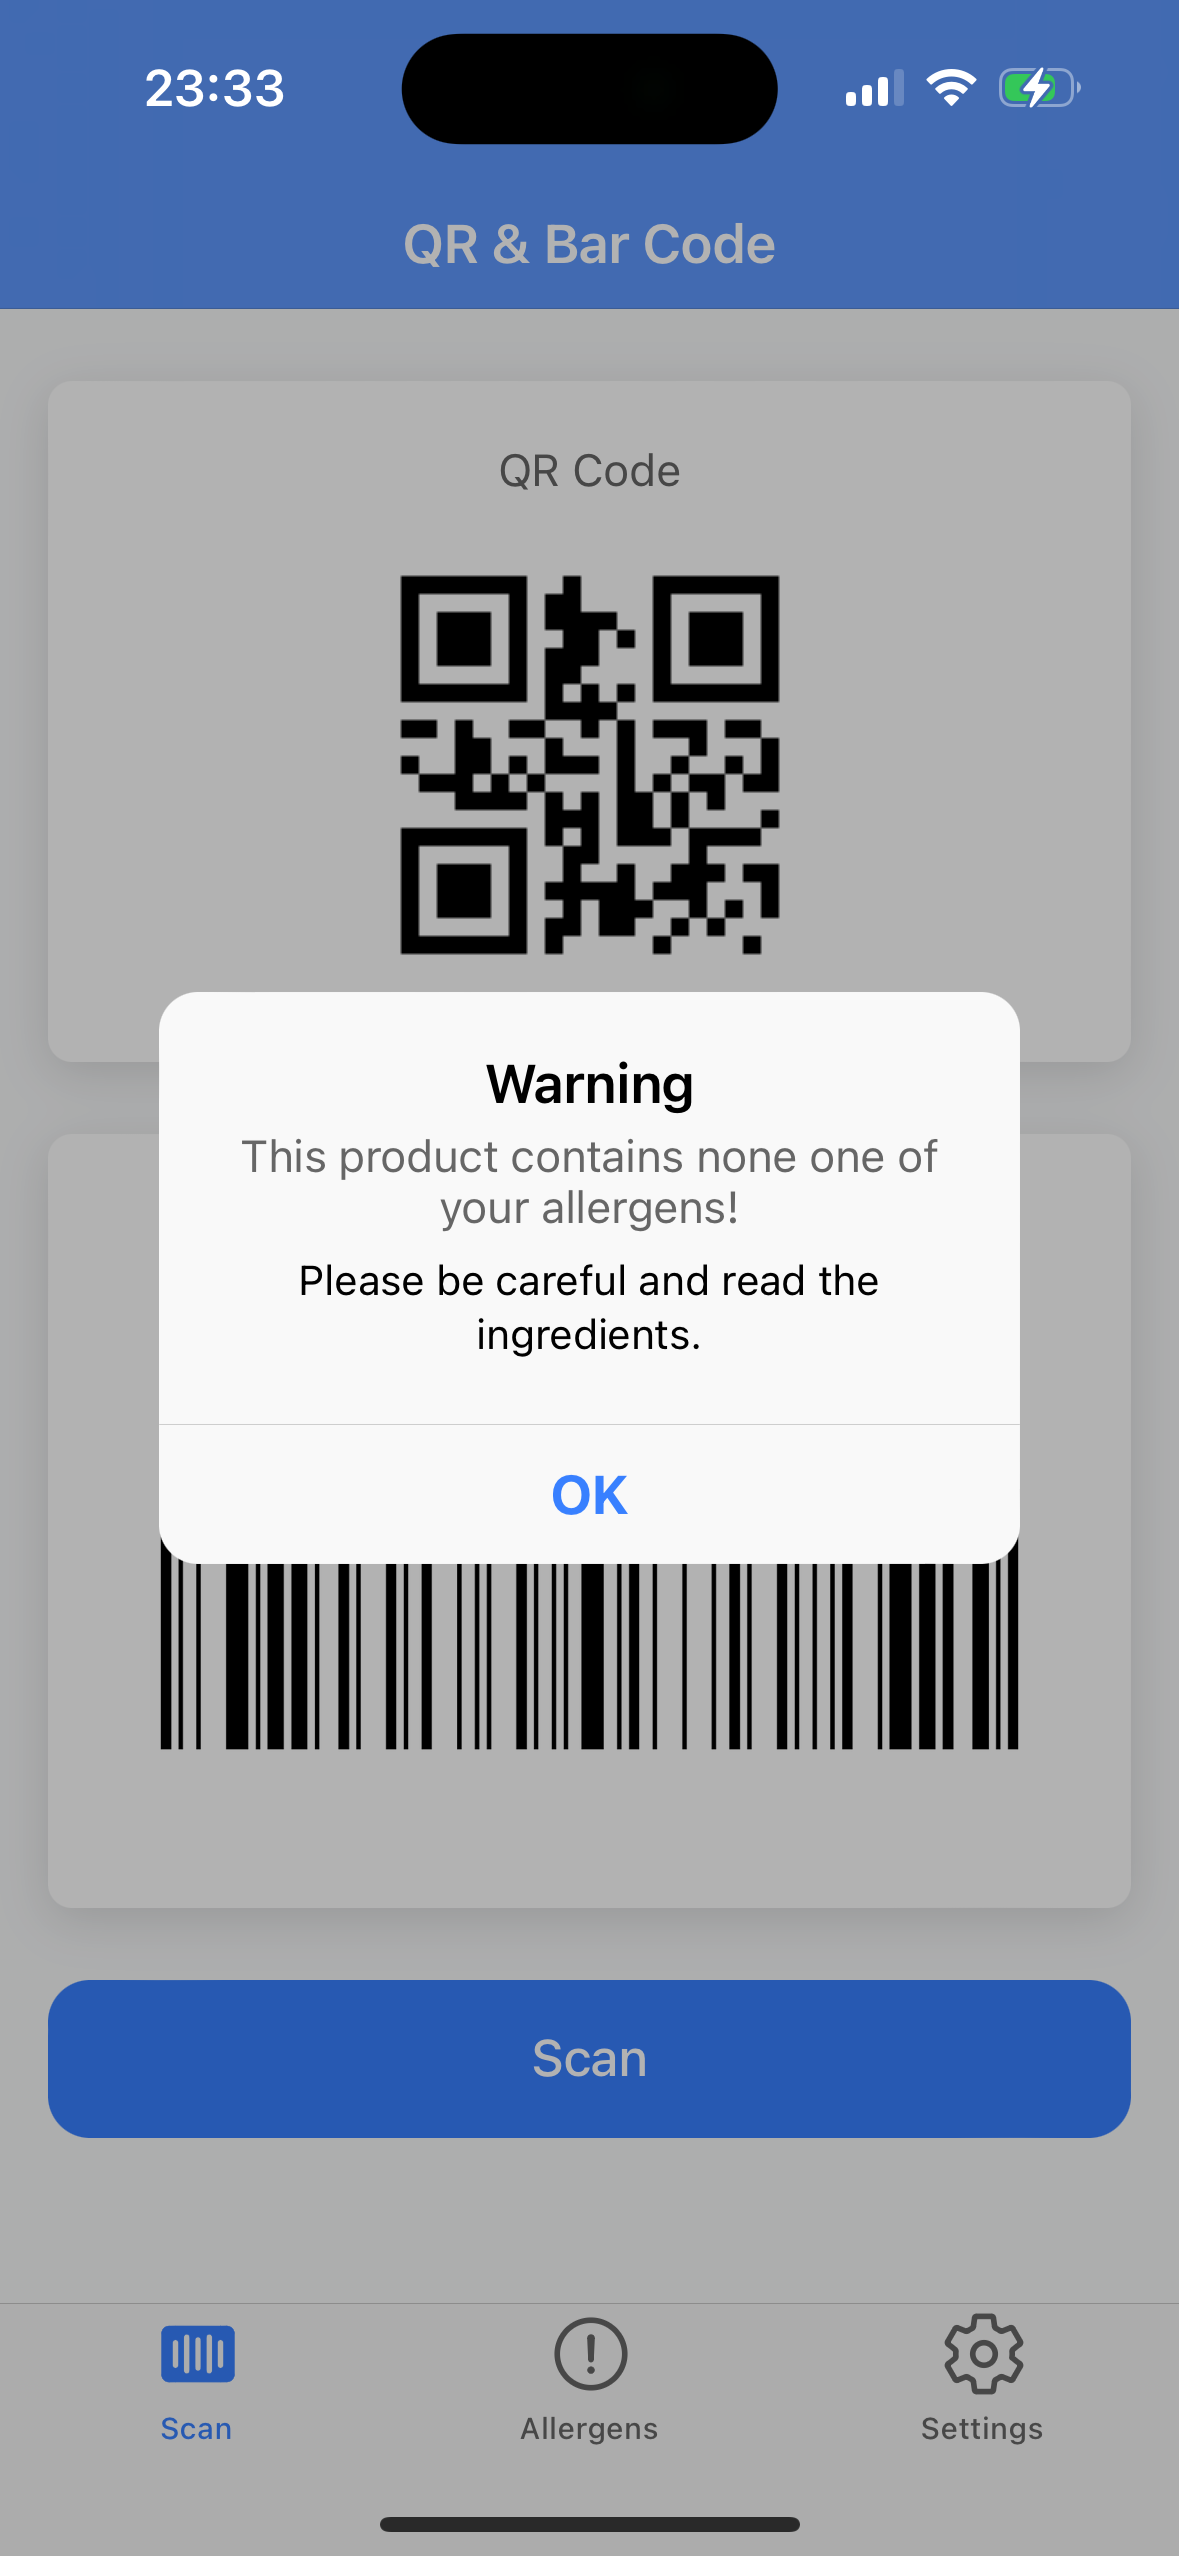 23:33
QR & Bar Code
QR Code
Warning
This product contains none one of
your allergens!
Please be careful and read the
ingredients.
OK
Scan
Scan
Allergens
Settings